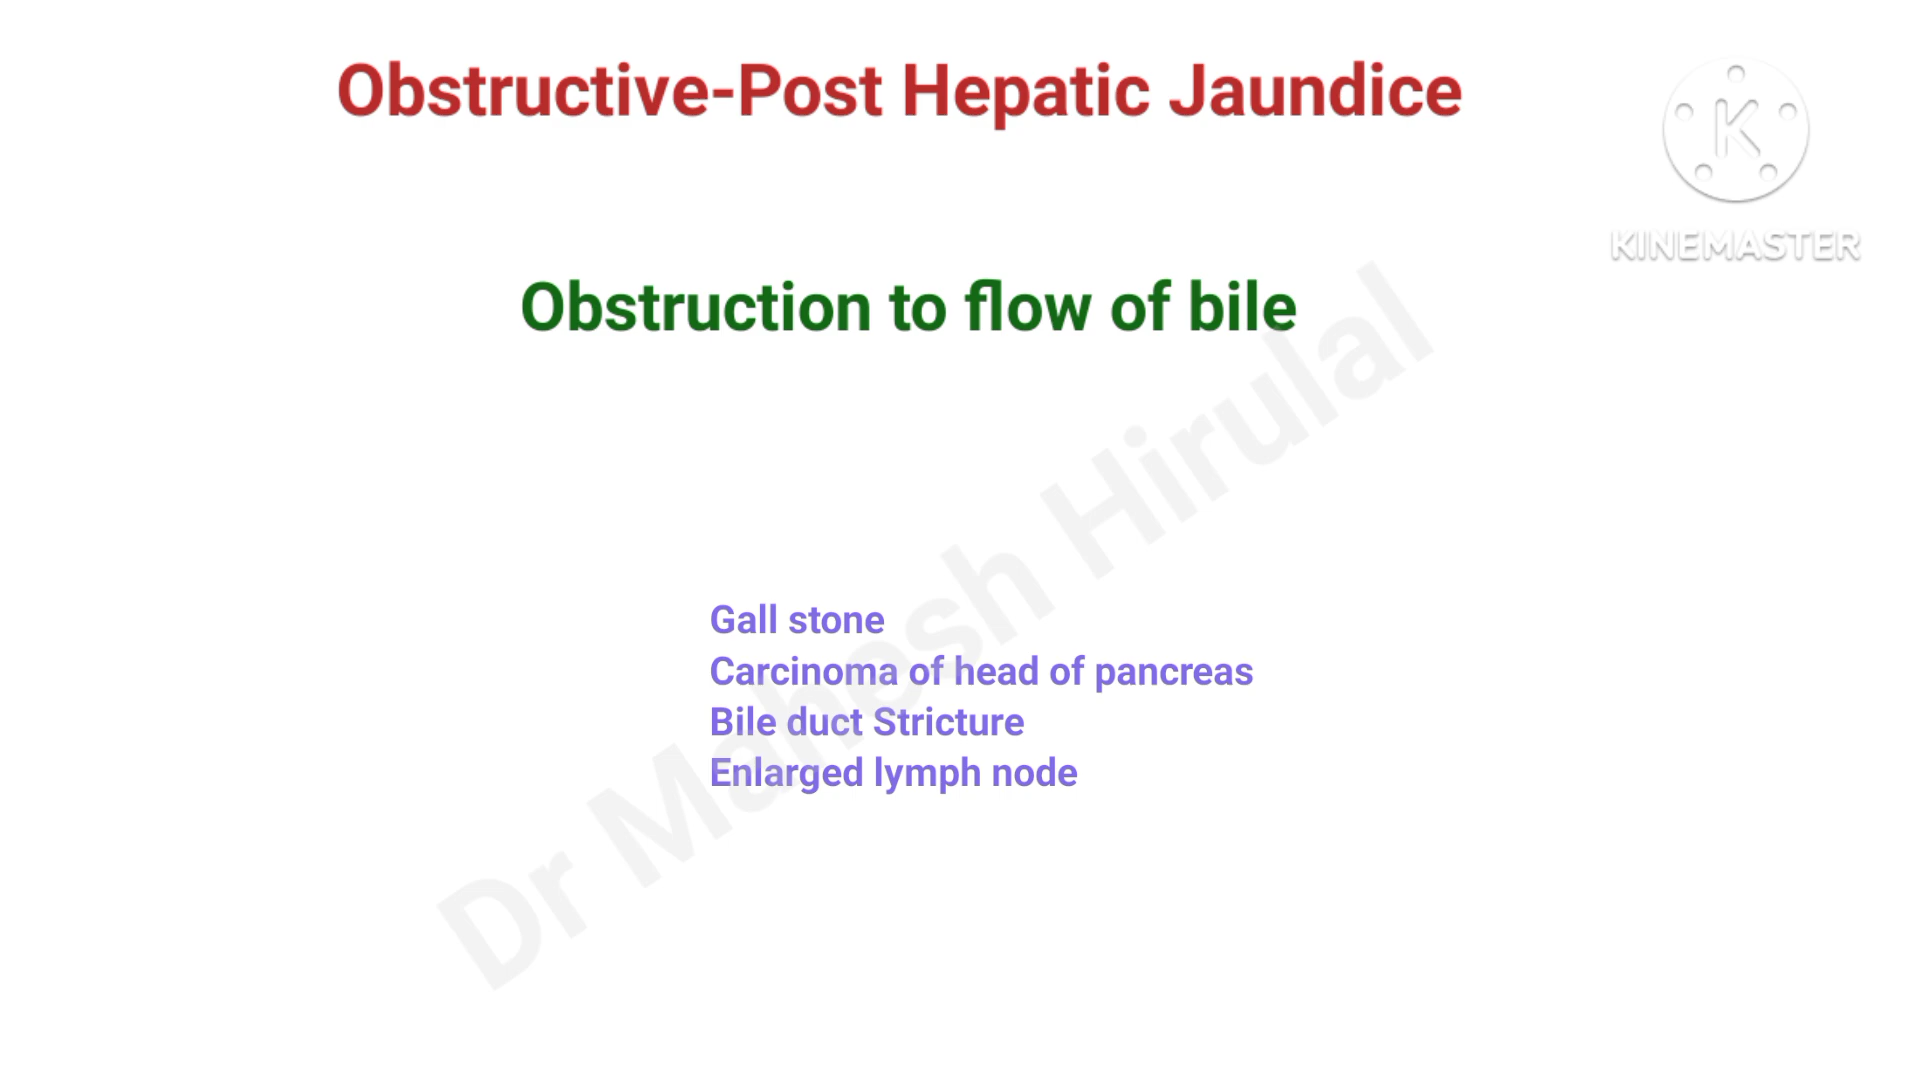 Obstructive-Post Hepatic Jaundice
K
KINEMASTER
Obstruction to flow of bile
Gall stone
Carcinoma of head of pancreas
Bile duct Stricture
Enlarged lymph node
Dr Mahesh Hirulal